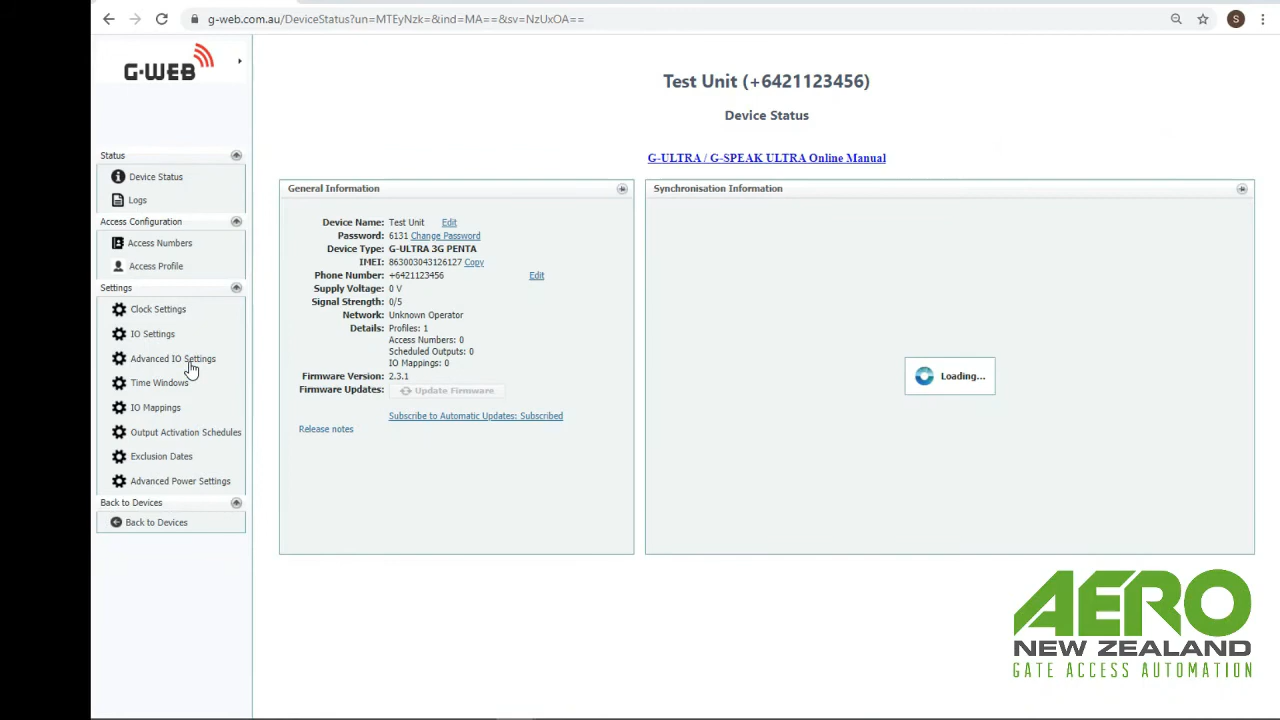 g-web.com.au/DeviceStatus?un=MTEyNzk=&ind=MA==&sv=NzUxOA==
S
G-WEB
Test Unit (+6421123456)
Device Status
G-ULTRA / G-SPEAK ULTRA Online Manual
Status
Device Status
Logs
Access Configuration
Access Numbers
Access Profile
Settings
Clock Settings
IO Settings
Advanced IO Settings
Time Windows
IO Mappings
Output Activation Schedules
Exclusion Dates
Advanced Power Settings
Back to Devices
Back to Devices
General Information
Device Name: Test Unit Edit
Password: 6131 Change Password
Device Type: G-ULTRA 3G PENTA
IMEI: 863003043126127 Copy
Phone Number: +6421123456 Edit
Supply Voltage: 0 V
Signal Strength: 0/5
Network: Unknown Operator
Details: Profiles: 1
Access Numbers: 0
Scheduled Outputs: 0
IO Mappings: 0
Firmware Version: 2.3.1
Firmware Updates: Update Firmware
Subscribe to Automatic Updates: Subscribed
Release notes
Synchronisation Information
Loading...
AERO
NEW ZEALAND
GATE ACCESS AUTOMATION